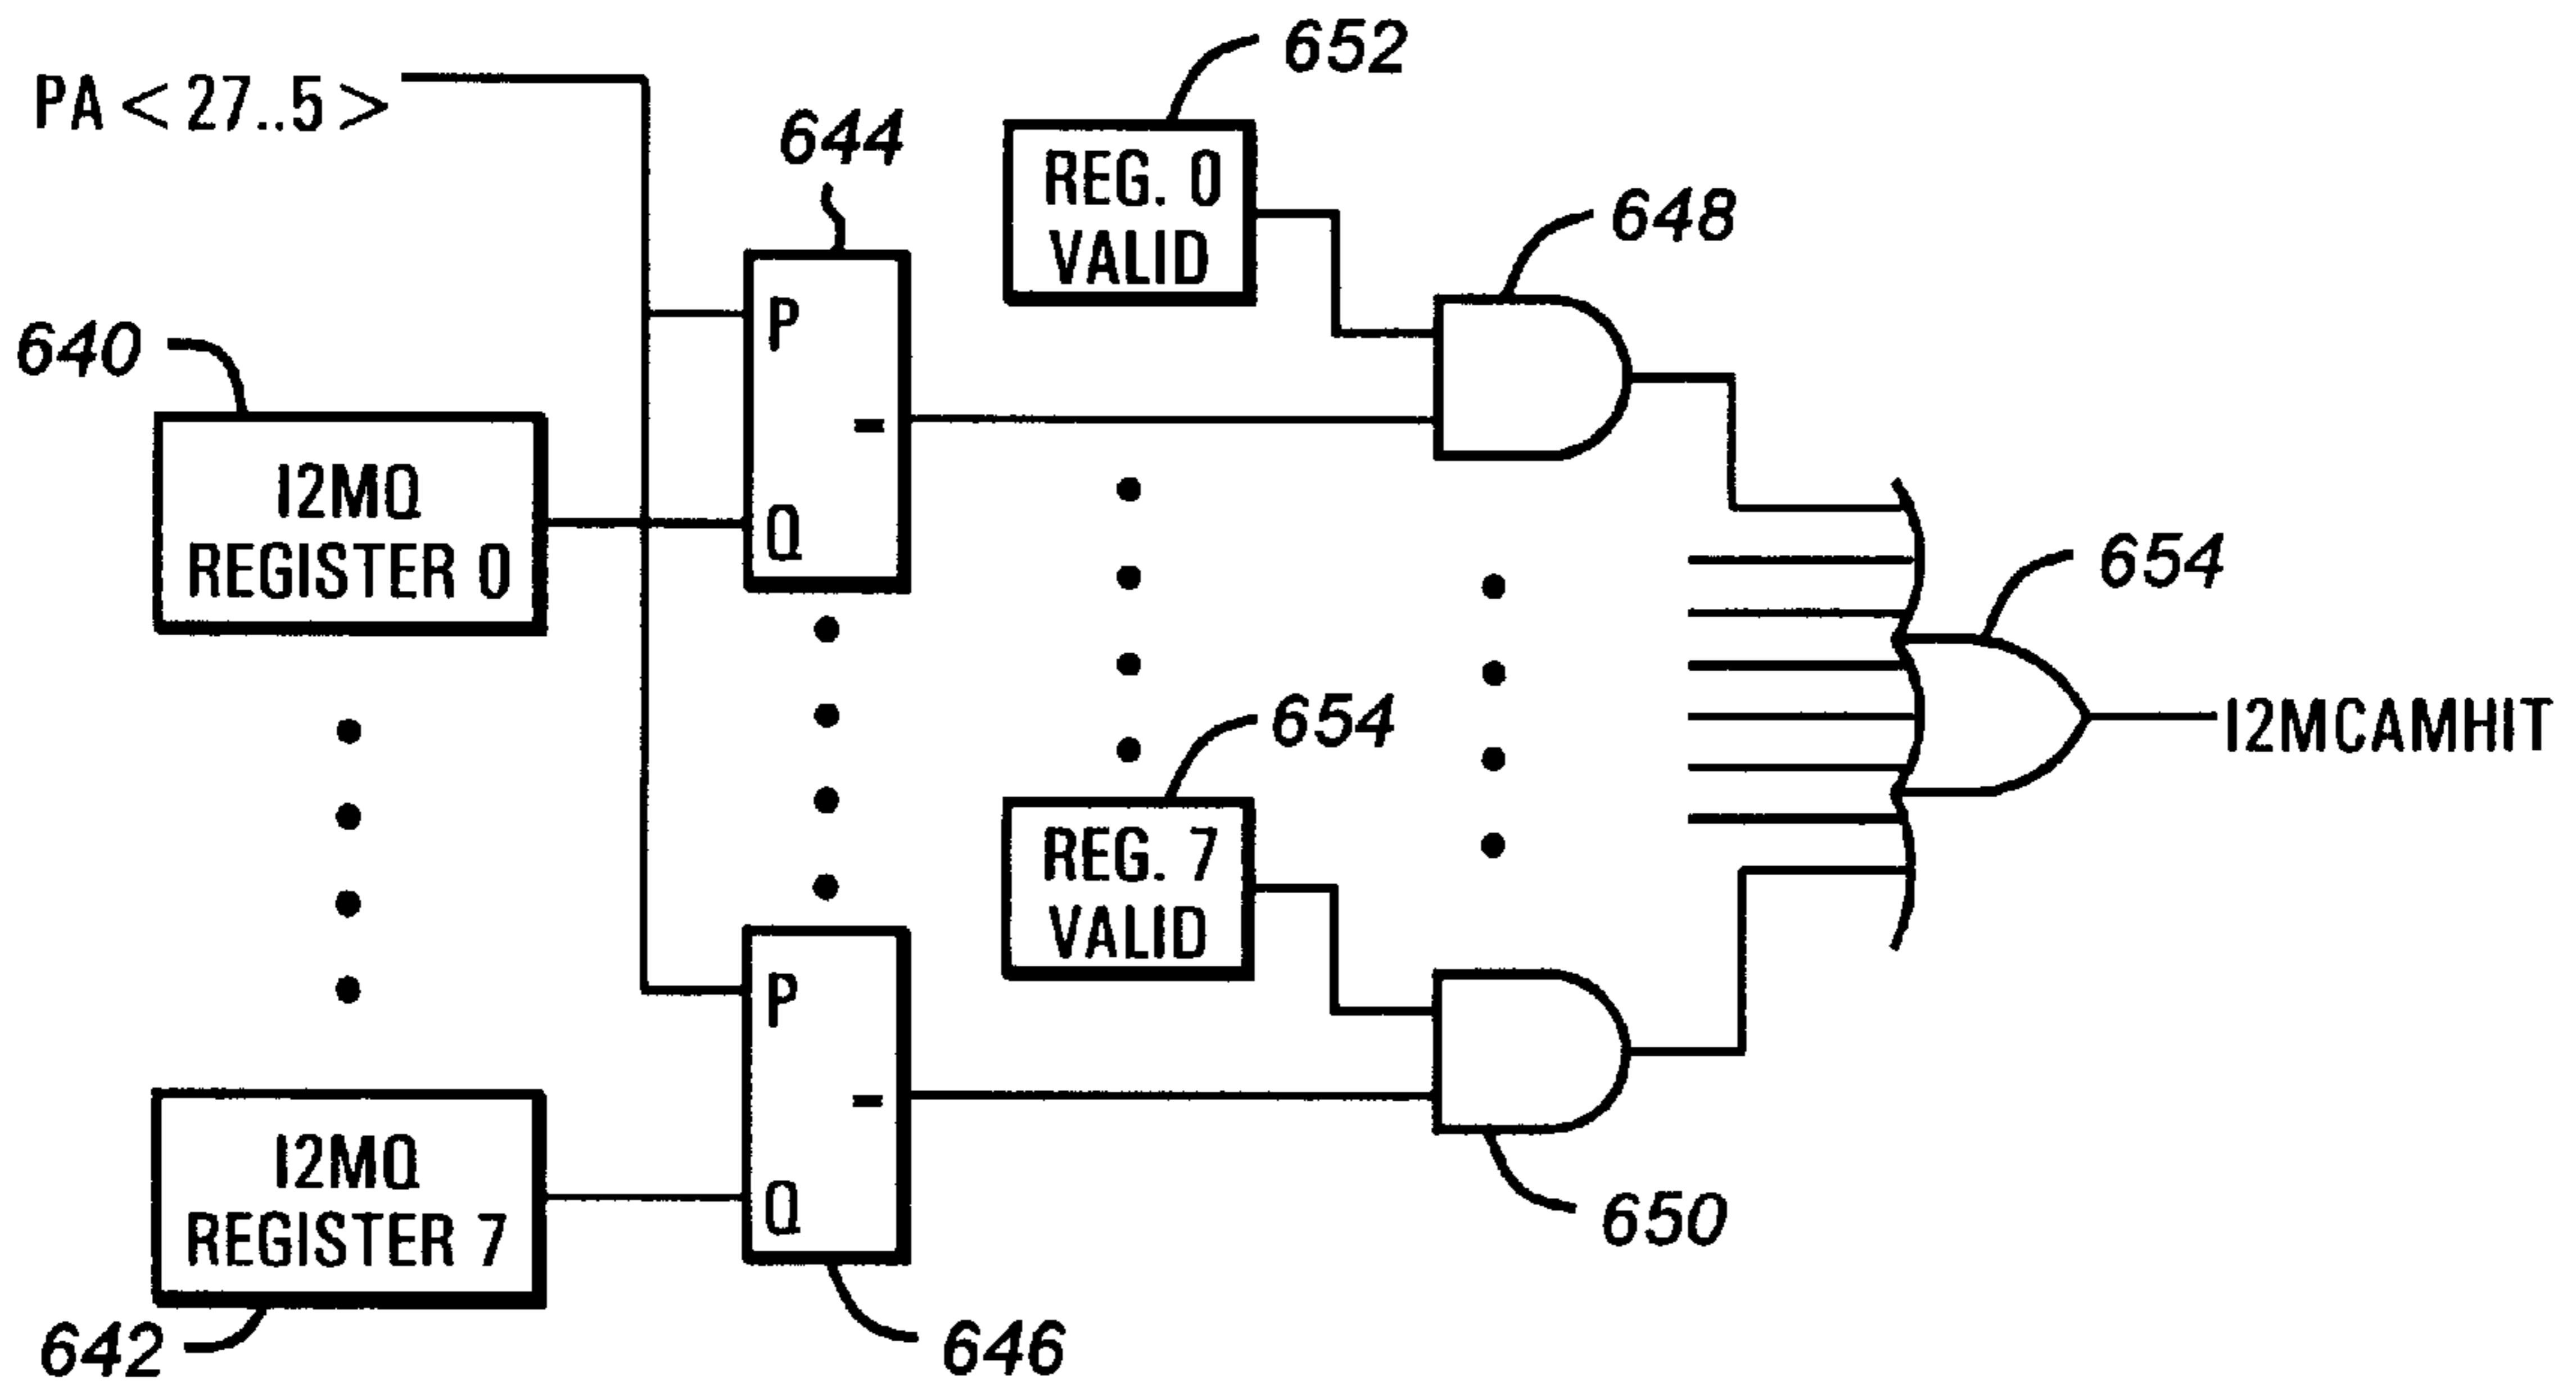 652
PA < 27..5 >
644
REG. 0
VALID
648
640
P
-
I2MQ
REGISTER 0
Q
654
654
I2MCAMHIT
REG. 7
VALID
P
-
I2MQ
REGISTER 7
Q
650
642
646